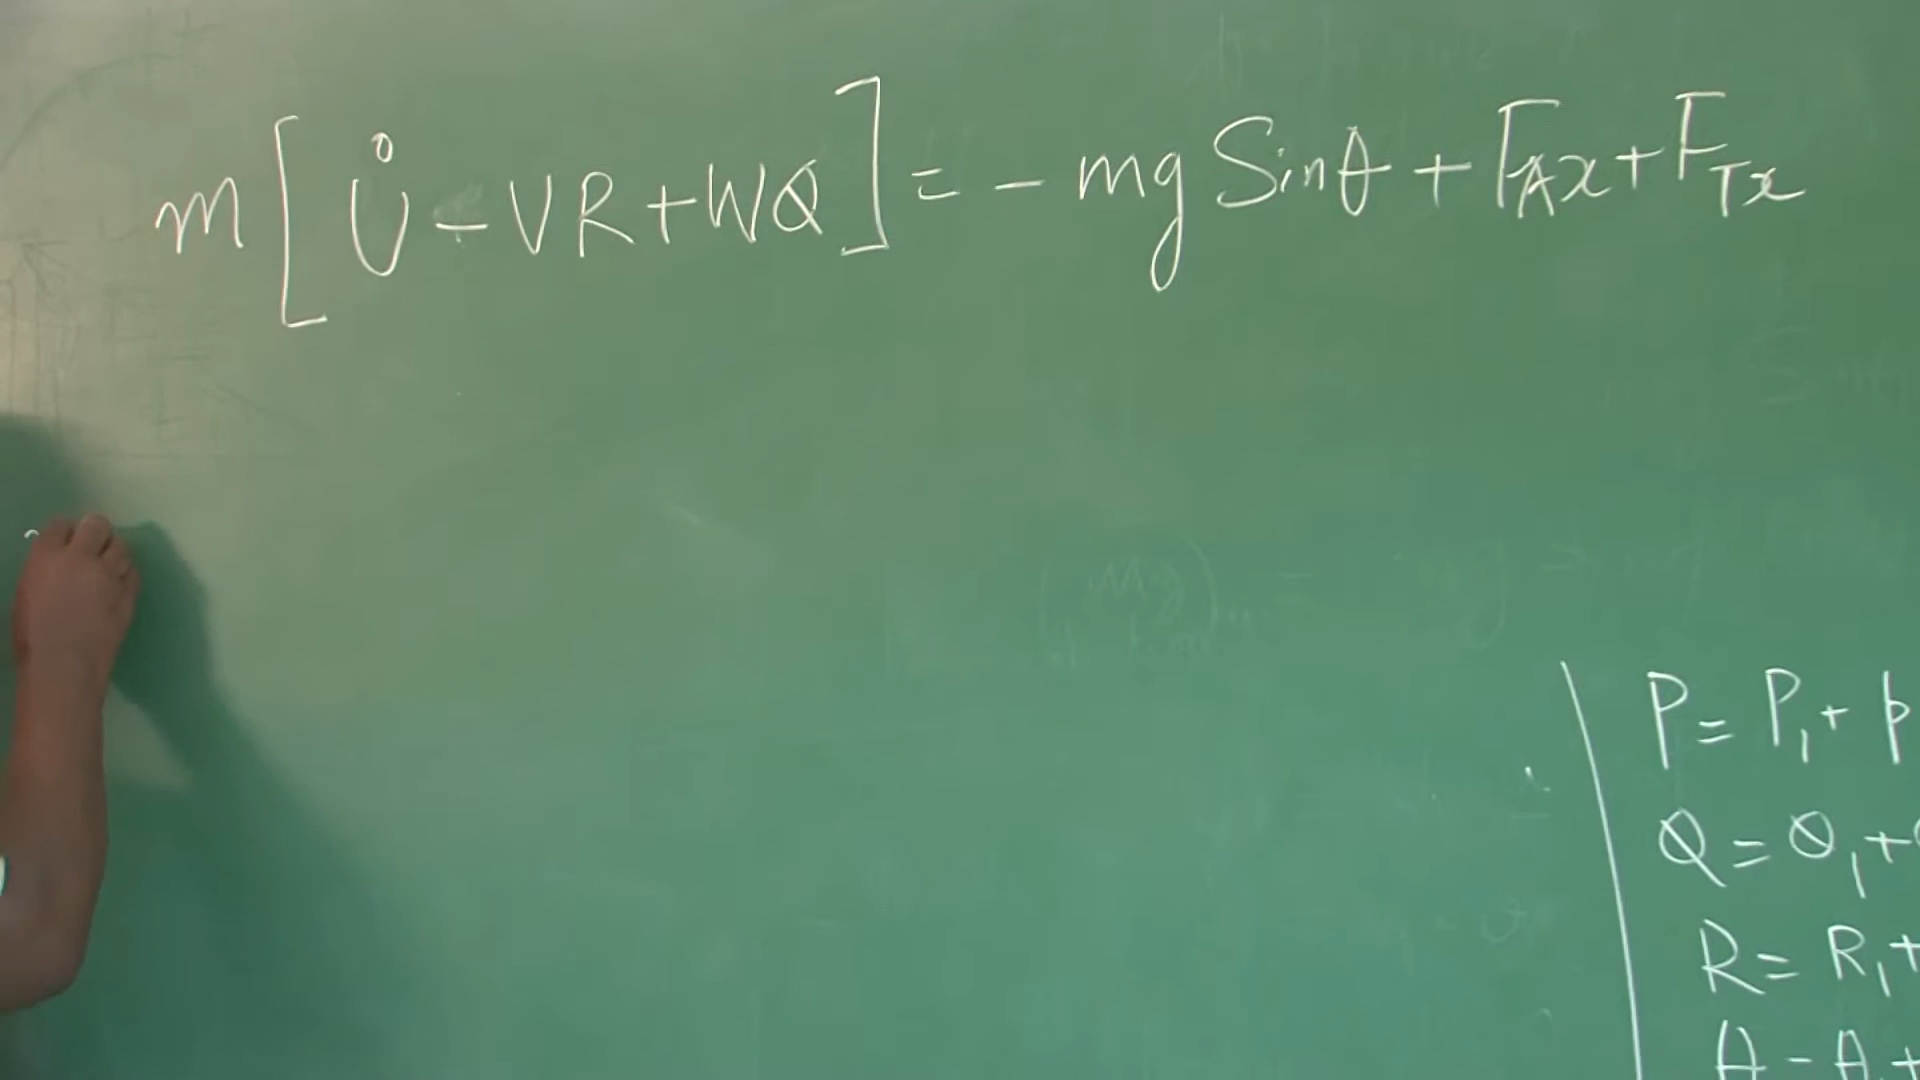 m[U̇ - VR + WQ] = - mg Sinθ + F_Ax + F_Tx
P = P₁ + p
Q = Q₁ +
R = R₁ +